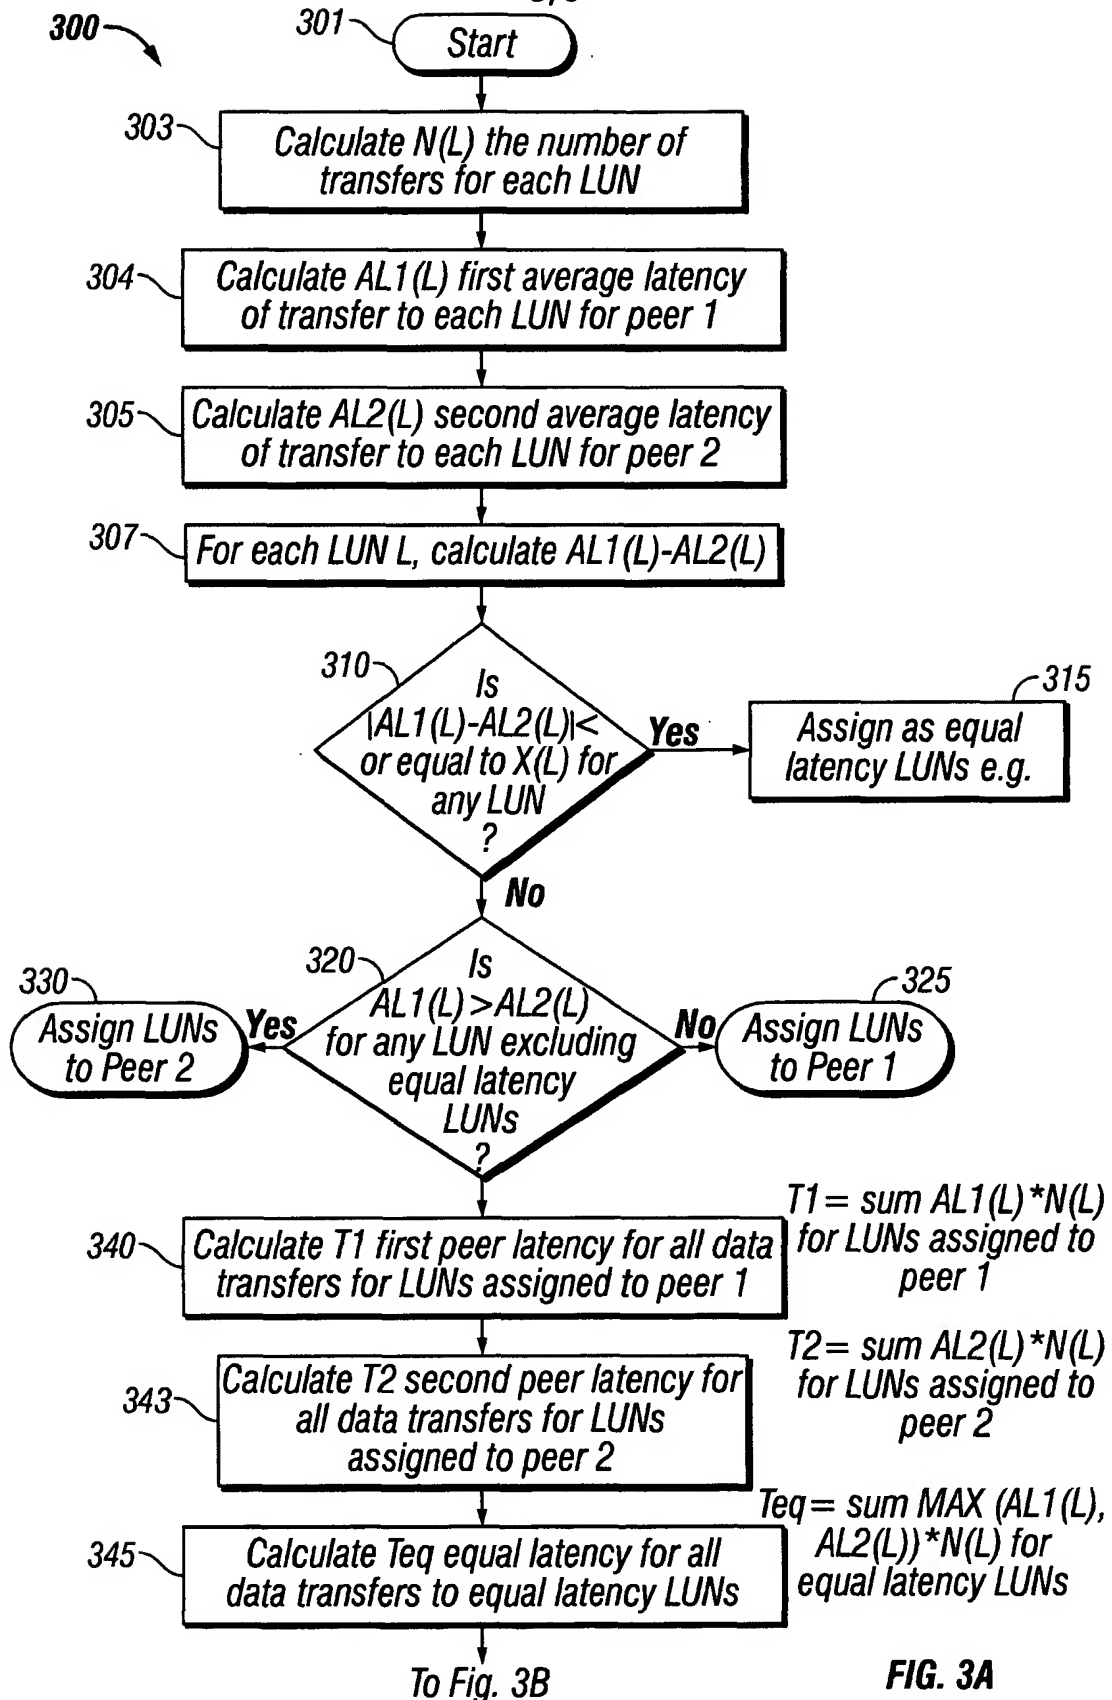 300
301
Start
303
Calculate N(L) the number of
transfers for each LUN
304
Calculate AL1(L) first average latency
of transfer to each LUN for peer 1
305
Calculate AL2(L) second average latency
of transfer to each LUN for peer 2
307
For each LUN L, calculate AL1(L)-AL2(L)
310
Is
|AL1(L)-AL2(L)|<
or equal to X(L) for
any LUN
?
Yes
315
Assign as equal
latency LUNs e.g.
No
320
Is
AL1(L)>AL2(L)
for any LUN excluding
equal latency
LUNs
?
330
Assign LUNs
to Peer 2
Yes
No
325
Assign LUNs
to Peer 1
340
Calculate T1 first peer latency for all data
transfers for LUNs assigned to peer 1
T1= sum AL1(L)*N(L)
for LUNs assigned to
peer 1
343
Calculate T2 second peer latency for
all data transfers for LUNs
assigned to peer 2
T2= sum AL2(L)*N(L)
for LUNs assigned to
peer 2
345
Calculate Teq equal latency for all
data transfers to equal latency LUNs
Teq= sum MAX (AL1(L),
AL2(L))*N(L) for
equal latency LUNs
To Fig. 3B
FIG. 3A